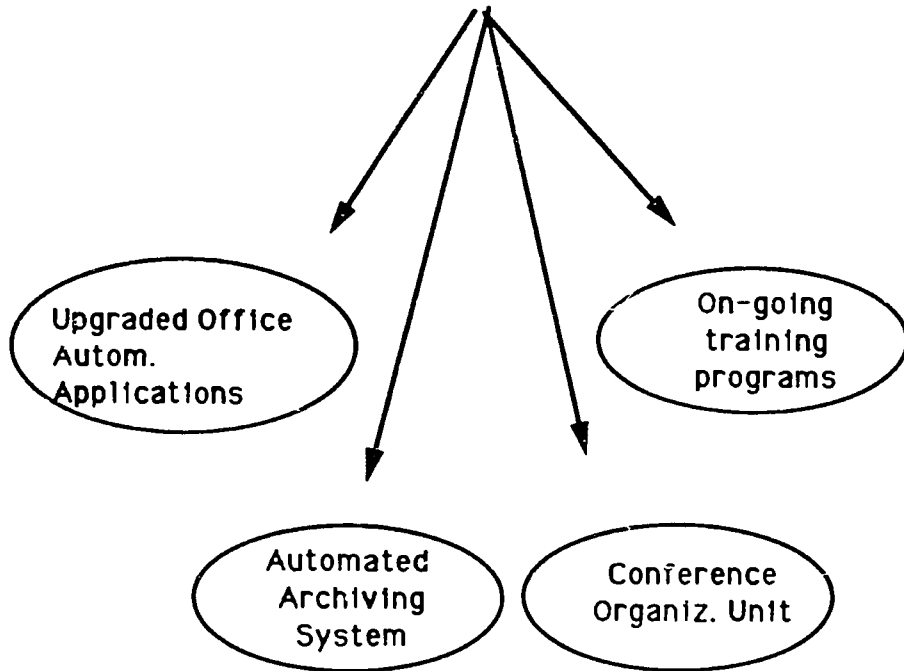 Upgraded Office
Autom.
Applications
On-going
training
programs
Automated
Archiving
System
Conference
Organiz. Unit